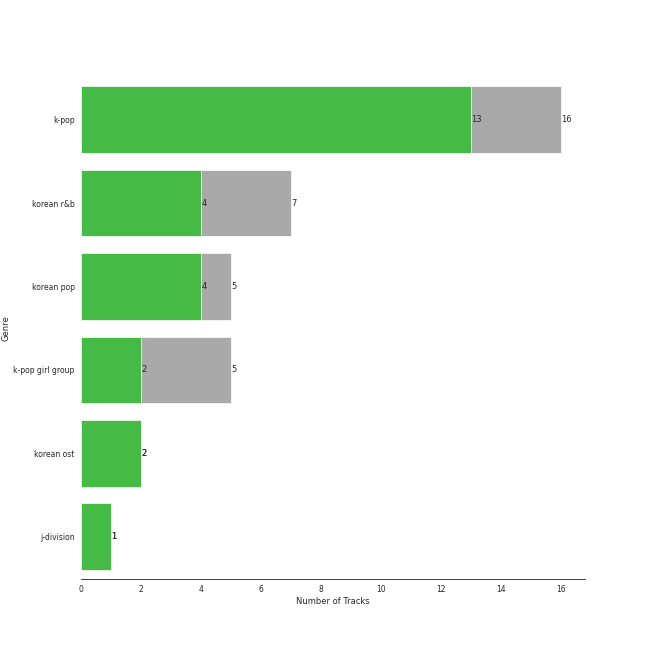 k-pop
13
16
korean r&b
4
7
korean pop
4
5
Genre
k-pop girl group
2
5
korean ost
2
j-division
1
0 2 4 6 8 10 12 14 16
Number of Tracks